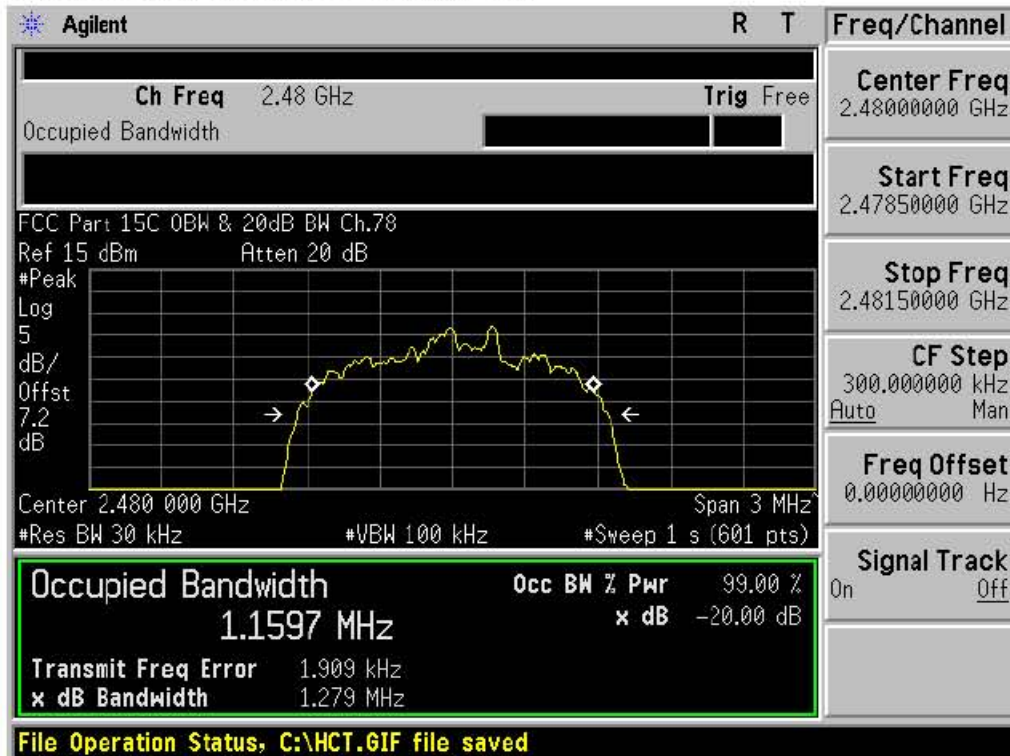 Agilent R T Freq/Channel
Ch Freq 2.48 GHz Trig Free
Occupied Bandwidth
Center Freq
2.48000000 GHz
Start Freq
2.47850000 GHz
Stop Freq
2.48150000 GHz
CF Step
300.000000 kHz
Auto Man
Freq Offset
0.00000000 Hz
Signal Track
On Off
FCC Part 15C OBW & 20dB BW Ch.78
Ref 15 dBm Atten 20 dB
#Peak
Log
5
dB/
Offst
7.2
dB
Center 2.480 000 GHz Span 3 MHz^
#Res BW 30 kHz #VBW 100 kHz #Sweep 1 s (601 pts)
Occupied Bandwidth Occ BW % Pwr 99.00 %
1.1597 MHz x dB -20.00 dB
Transmit Freq Error 1.909 kHz
x dB Bandwidth 1.279 MHz
File Operation Status, C:\HCT.GIF file saved